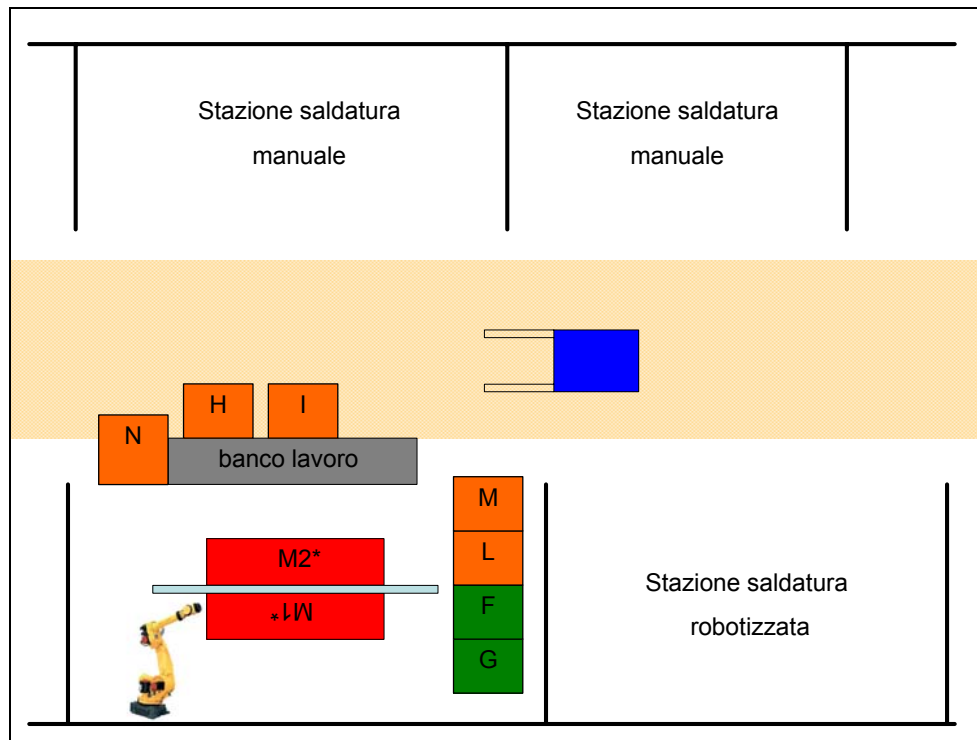 Stazione saldatura
manuale
Stazione saldatura
manuale
H
I
N
banco lavoro
M
L
F
G
M2*
M1*
Stazione saldatura
robotizzata